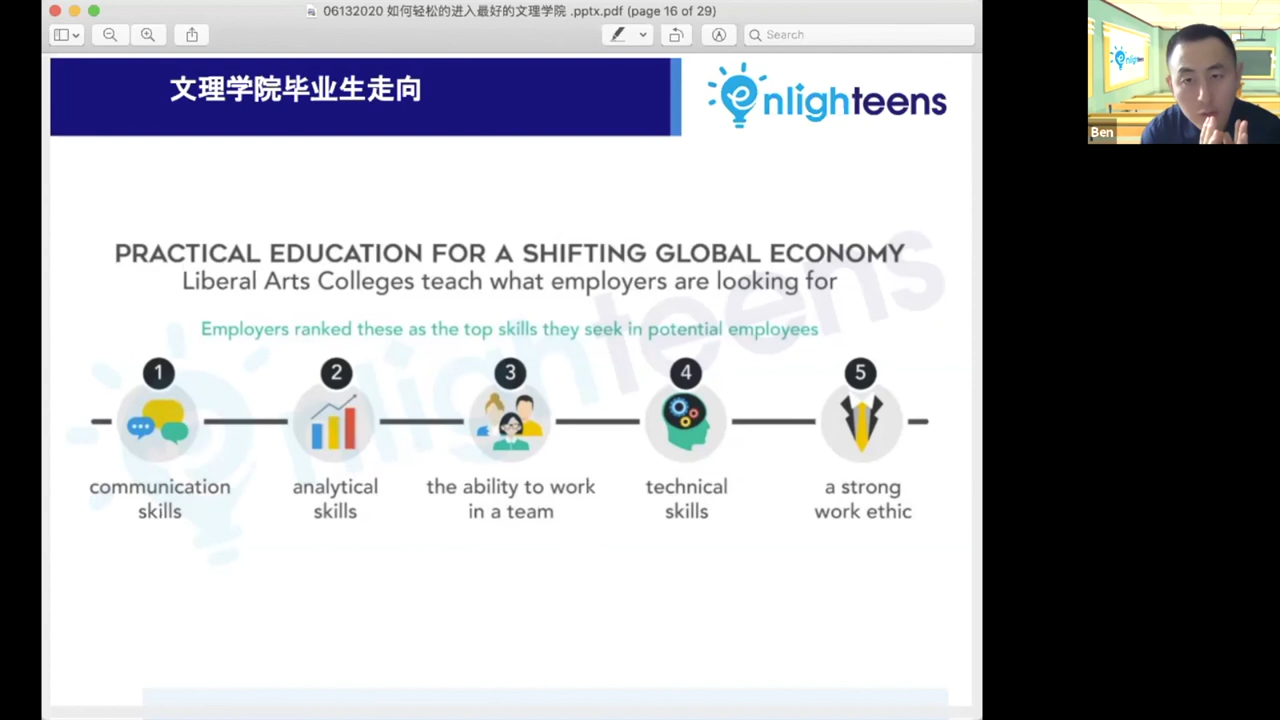 06132020 如何轻松的进入最好的文理学院 .pptx.pdf (page 16 of 29)
Search
文理学院毕业生走向
enlighteens
PRACTICAL EDUCATION FOR A SHIFTING GLOBAL ECONOMY
Liberal Arts Colleges teach what employers are looking for
Employers ranked these as the top skills they seek in potential employees
1 2 3 4 5
communication analytical the ability to work technical a strong
skills skills in a team skills work ethic
enlighteens
Ben
enlighteens